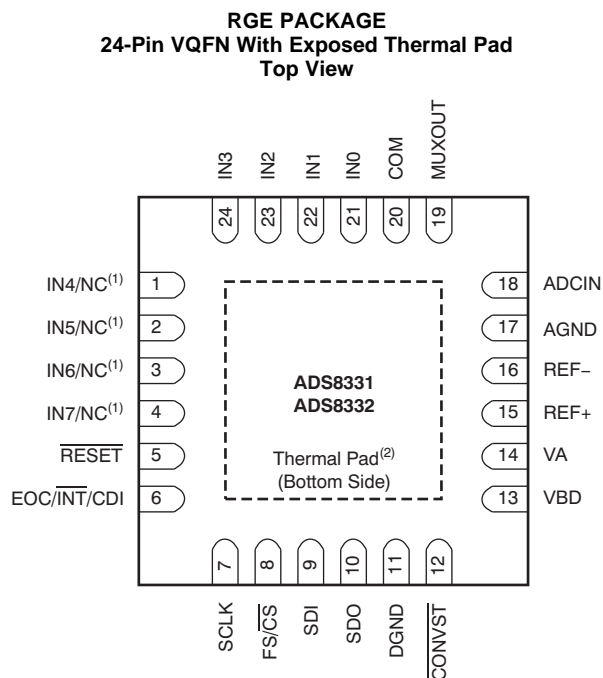 RGE PACKAGE
24-Pin VQFN With Exposed Thermal Pad
Top View
IN3
IN2
IN1
IN0
COM
MUXOUT
24
23
22
21
20
19
IN4/NC(1) 1
18 ADCIN
IN5/NC(1) 2
17 AGND
IN6/NC(1) 3
16 REF−
IN7/NC(1) 4
15 REF+
RESET 5
14 VA
EOC/INT/CDI 6
13 VBD
ADS8331
ADS8332
Thermal Pad(2)
(Bottom Side)
7
8
9
10
11
12
SCLK
FS/CS
SDI
SDO
DGND
CONVST